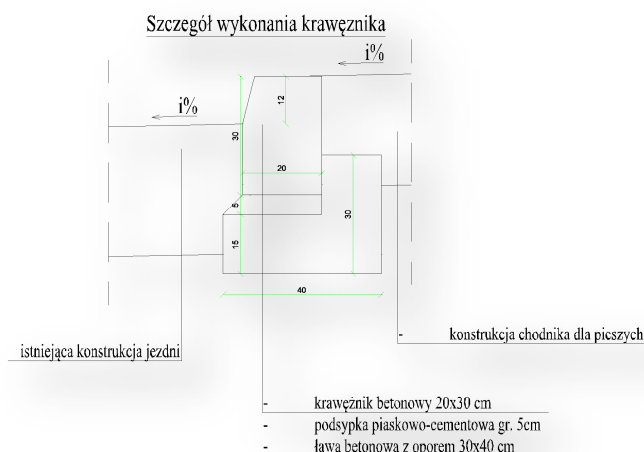 Szczegół wykonania krawęznika
i%
i%
12
30
20
5
30
15
40
- konstrukcja chodnika dla pieszych
istniejąca konstrukcja jezdni
- krawężnik betonowy 20x30 cm
- podsypka piaskowo-cementowa gr. 5cm
- ława betonowa z oporem 30x40 cm